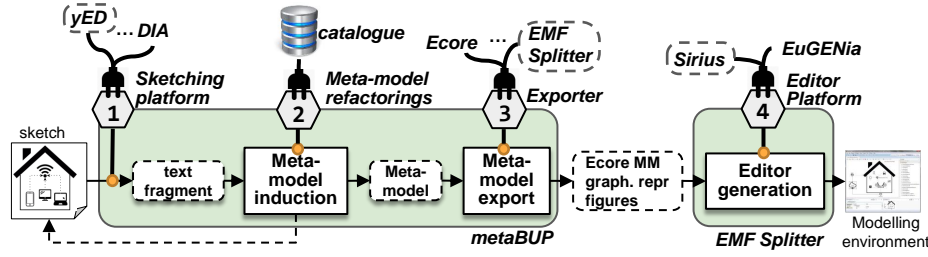 yED ... DIA
catalogue
Ecore ... EMF
Splitter
Sirius EuGENia
Sketching
platform
Meta-model
refactorings
Exporter
Editor
Platform
1
2
3
4
sketch
text
fragment
Meta-
model
induction
Meta-
model
Meta-
model
export
Ecore MM
graph. repr
figures
Editor
generation
Modelling
environment
metaBUP
EMF Splitter